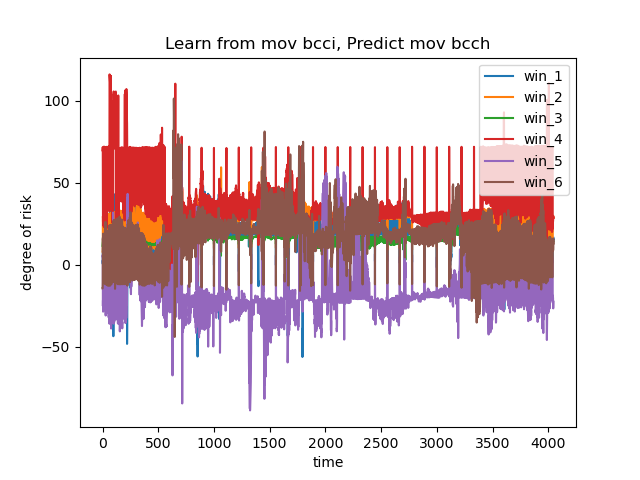 Learn from mov bcci, Predict mov bcch
win_1
win_2
win_3
win_4
win_5
win_6
degree of risk
100
50
0
−50
0 500 1000 1500 2000 2500 3000 3500 4000
time